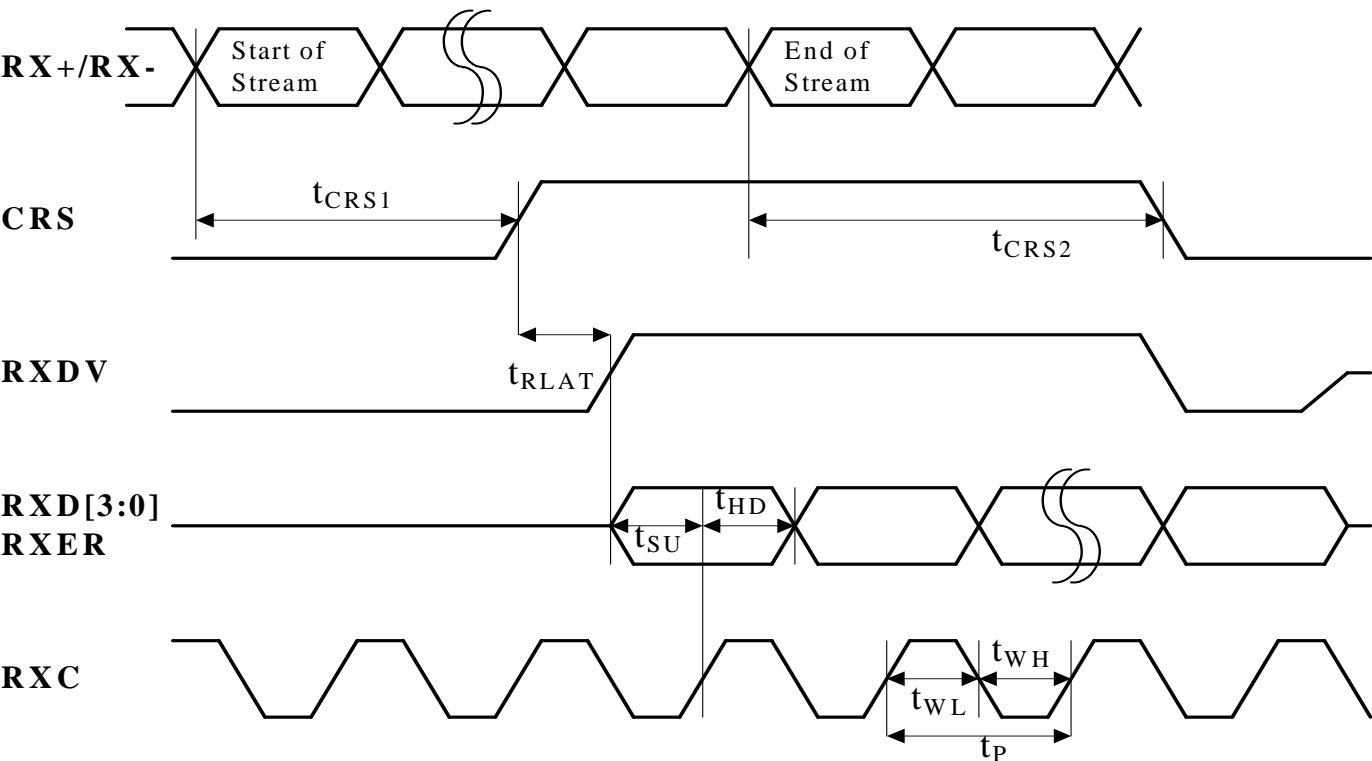 RX+/RX-
Start of
Stream
End of
Stream
CRS
tCRS1
tCRS2
RXDV
tRLAT
RXD[3:0]
RXER
tSU
tHD
RXC
tWL
tWH
tP